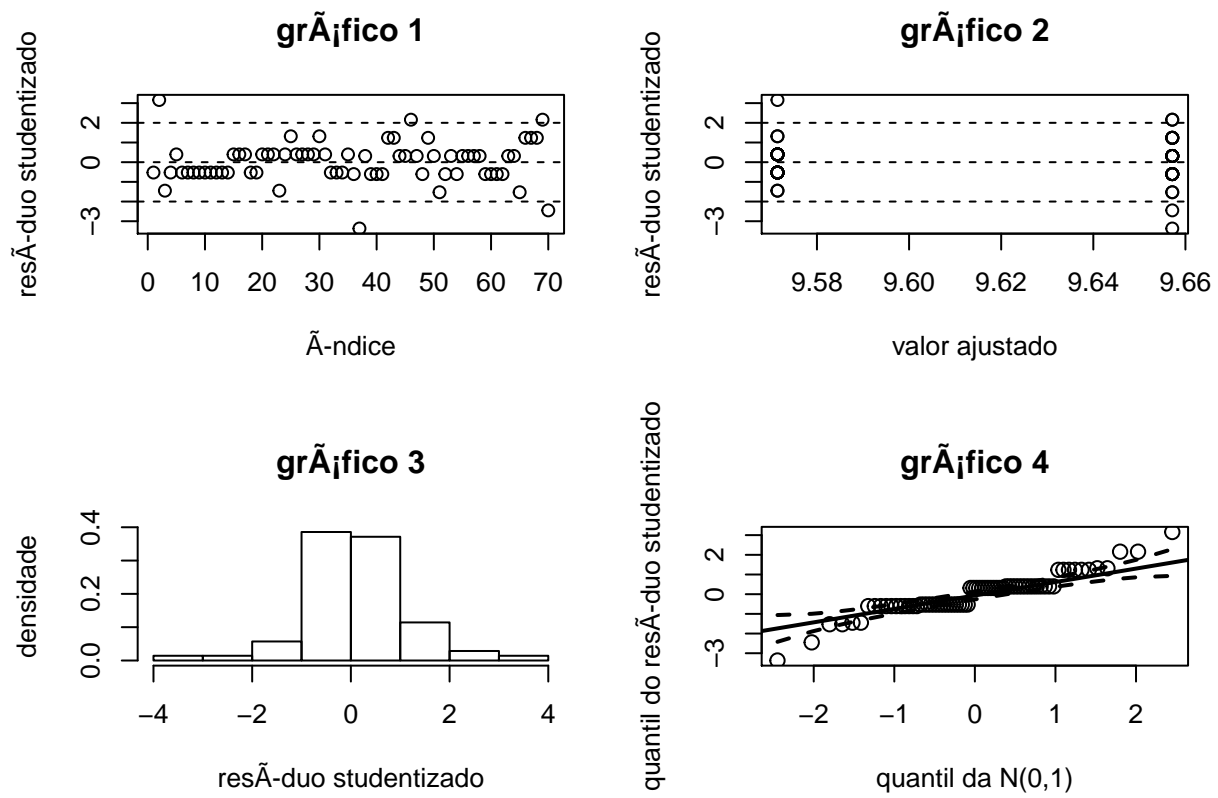 grÃ¡fico 1
resÃ-duo studentizado
2
0
−3
0 10 20 30 40 50 60 70
Ã-ndice
grÃ¡fico 2
resÃ-duo studentizado
2
0
−3
9.58 9.60 9.62 9.64 9.66
valor ajustado
grÃ¡fico 3
densidade
0.4
0.2
0.0
−4 −2 0 2 4
resÃ-duo studentizado
grÃ¡fico 4
quantil do resÃ-duo studentizado
2
0
−3
−2 −1 0 1 2
quantil da N(0,1)